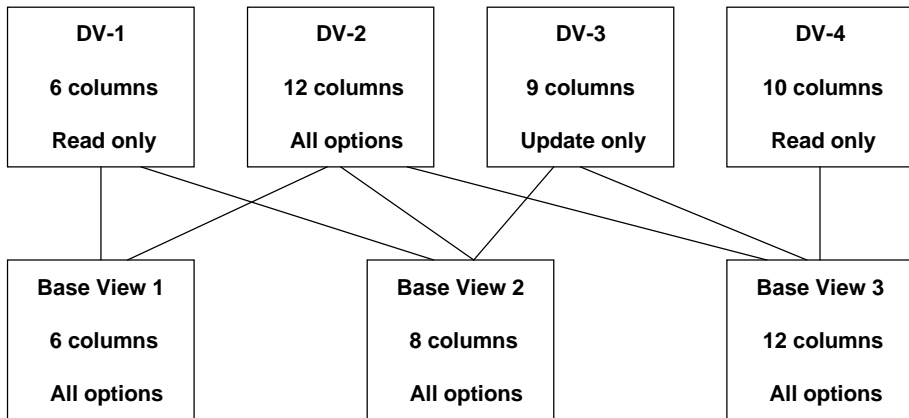 DV-1
6 columns
Read only
DV-2
12 columns
All options
DV-3
9 columns
Update only
DV-4
10 columns
Read only
Base View 1
6 columns
All options
Base View 2
8 columns
All options
Base View 3
12 columns
All options